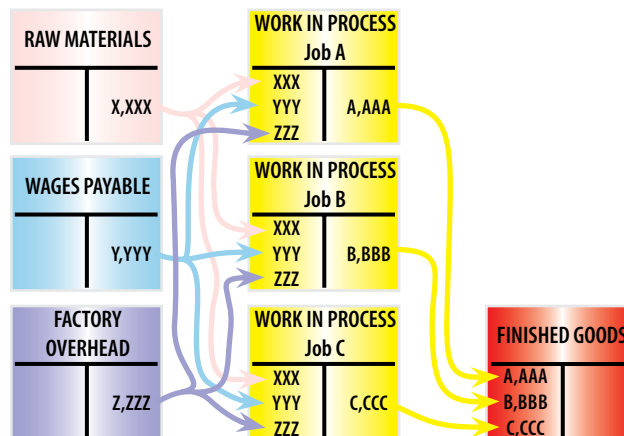 RAW MATERIALS
X,XXX
WAGES PAYABLE
Y,YYY
FACTORY
OVERHEAD
Z,ZZZ
WORK IN PROCESS
Job A
XXX
YYY
A,AAA
ZZZ
WORK IN PROCESS
Job B
XXX
YYY
B,BBB
ZZZ
WORK IN PROCESS
Job C
XXX
YYY
C,CCC
ZZZ
FINISHED GOODS
A,AAA
B,BBB
C,CCC